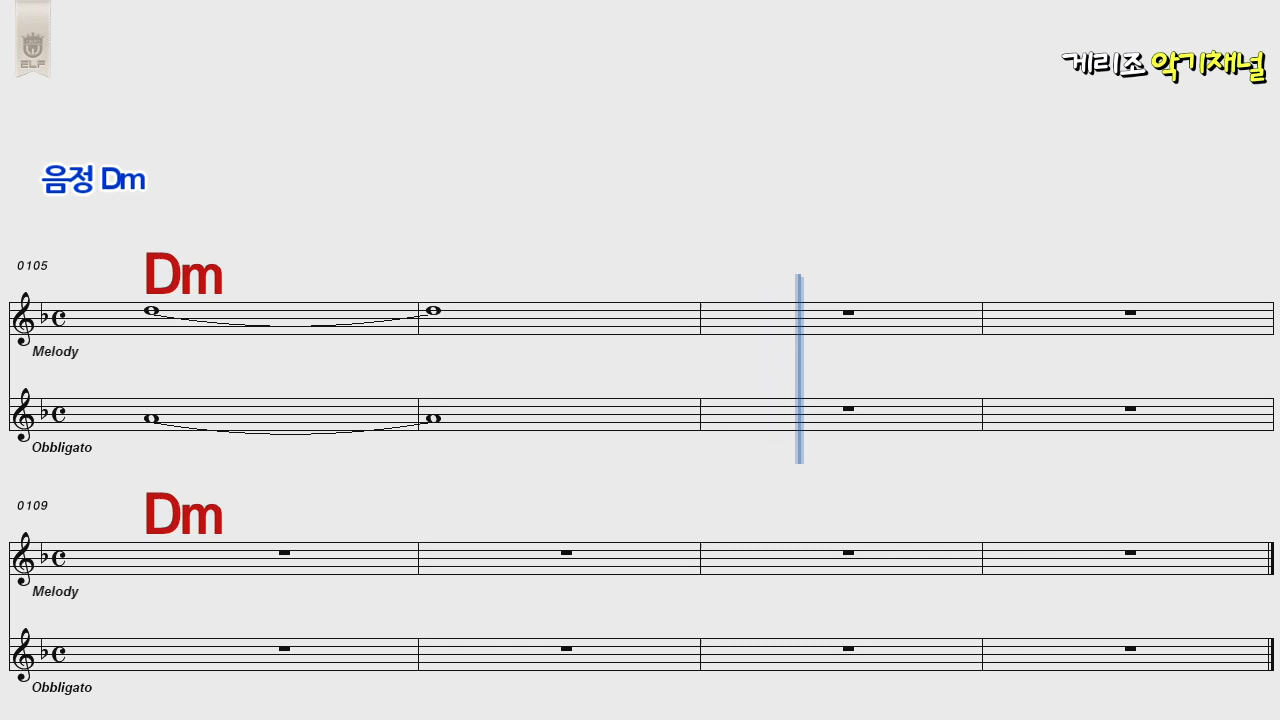 ELF
게리조 악기채널
음정 Dm
0105
Dm
Melody
Obbligato
0109
Dm
Melody
Obbligato